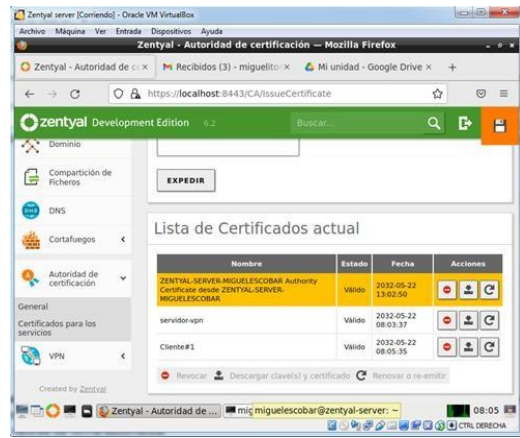 Zentyal server [Corriendo] - Oracle VM VirtualBox
Archivo Máquina Ver Entrada Dispositivos Ayuda
Zentyal - Autoridad de certificación — Mozilla Firefox
Zentyal - Autoridad de ce
Recibidos (3) - miguelito
Mi unidad - Google Drive
https://localhost:8443/CA/IssueCertificate
zentyal Development Edition 6.2
Buscar...
Dominio
Compartición de
Ficheros
DNS
Cortafuegos
Autoridad de
certificación
General
Certificados para los
servicios
VPN
Created by Zentyal
EXPEDIR
Lista de Certificados actual
Nombre Estado Fecha Acciones
ZENTYAL-SERVER-MIGUELESCOBAR Authority
Certificate desde ZENTYAL-SERVER-
MIGUELESCOBAR
Válido
2032-05-22
13:02:50
servidor-vpn
Válido
2032-05-22
08:03:37
Cliente#1
Válido
2032-05-22
08:05:35
Revocar Descargar clave(s) y certificado Renovar o re-emitir
Zentyal - Autoridad de ...
mig
miguelescobar@zentyal-server: ~
08:05
CTRL DERECHA